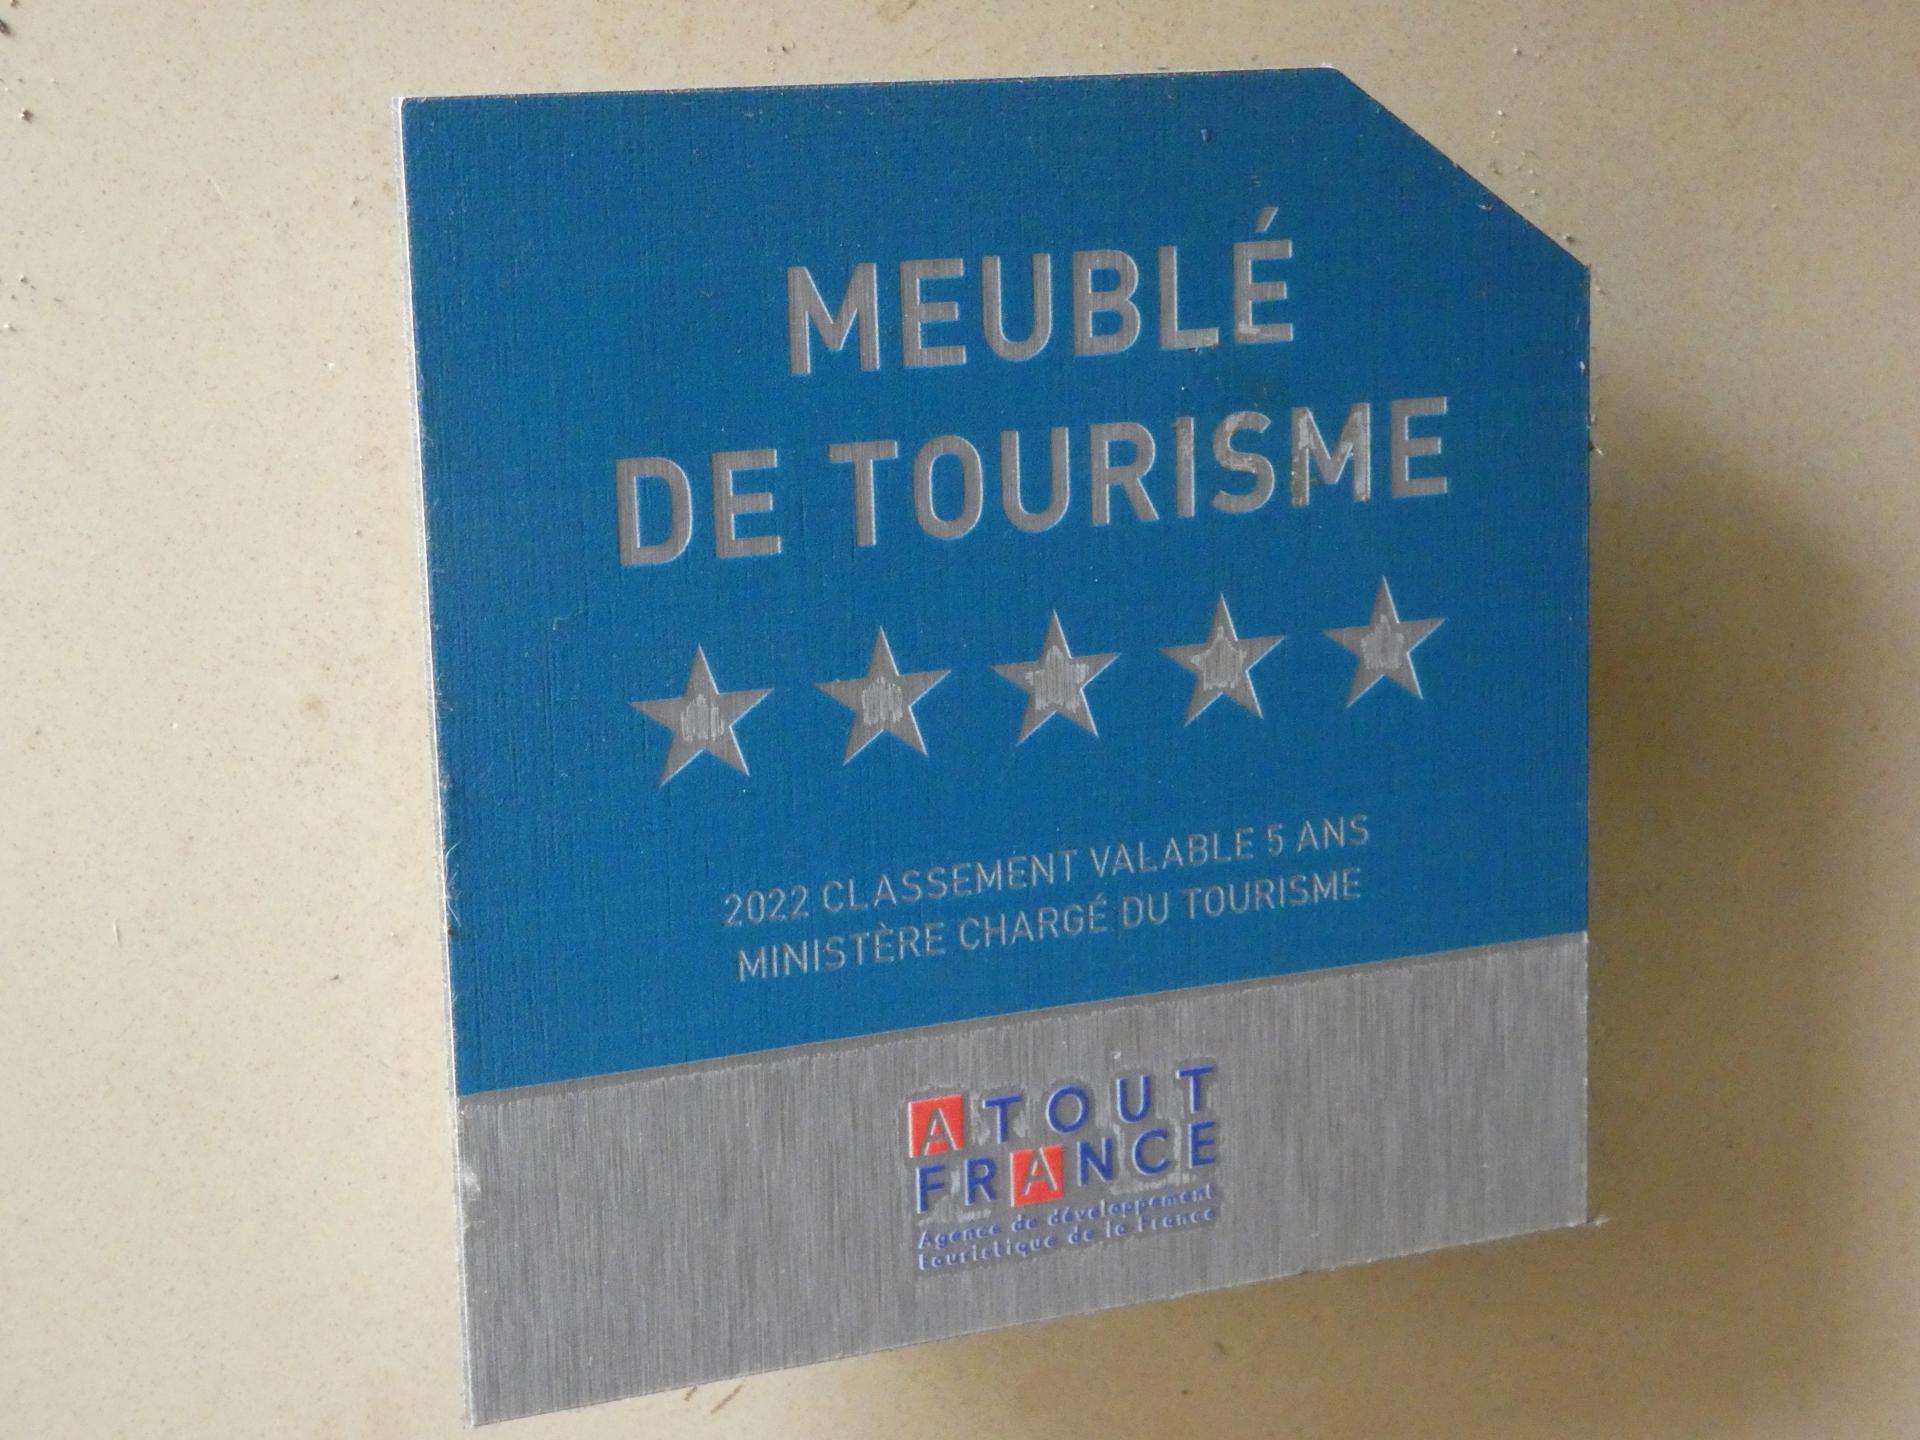 MEUBLÉ
DE TOURISME
2022 CLASSEMENT VALABLE 5 ANS
MINISTÈRE CHARGÉ DU TOURISME
ATOUT
FRANCE
Agence de développement
touristique de la France